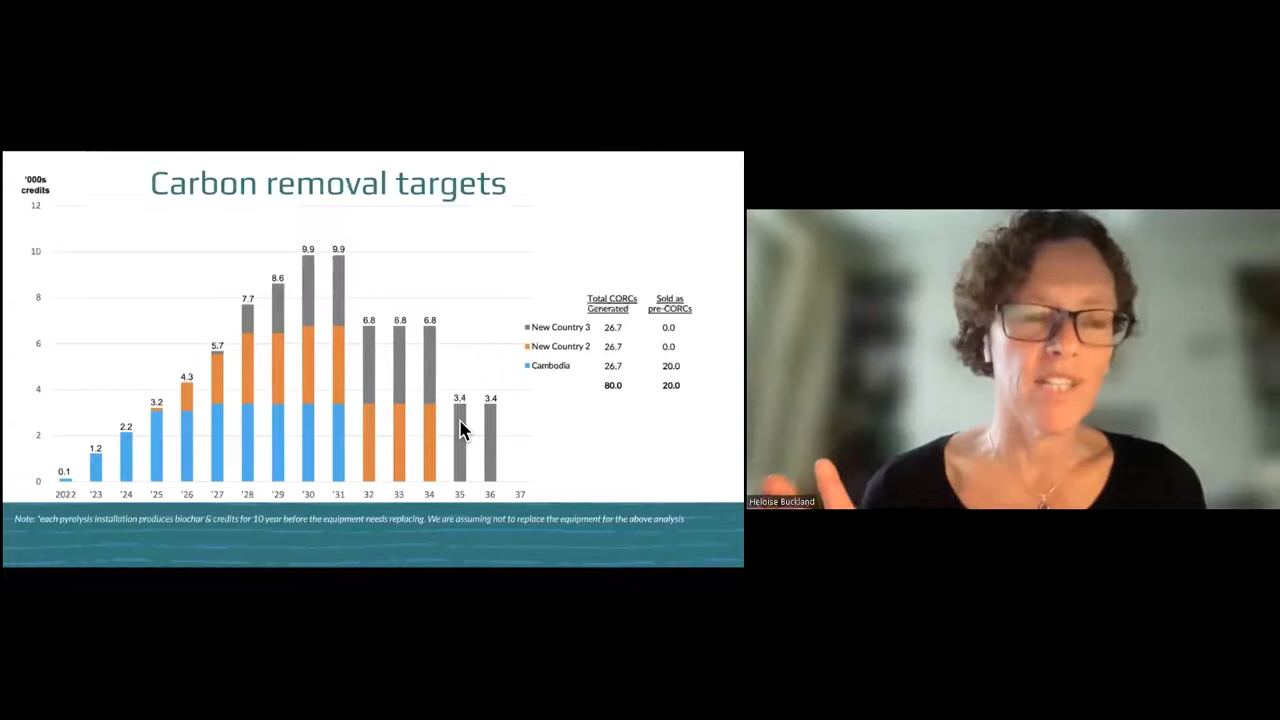 '000s
credits
Carbon removal targets
12
10
8
6
4
2
0
0.1
1.2
2.2
3.2
4.3
5.7
7.7
8.6
9.9
9.9
6.8
6.8
6.8
3.4
3.4
2022 '23 '24 '25 '26 '27 '28 '29 '30 '31 32 33 34 35 36 37
Total CORCs Generated Sold as pre-CORCs
New Country 3 26.7 0.0
New Country 2 26.7 0.0
Cambodia 26.7 20.0
80.0 20.0
Note: *each pyrolysis installation produces biochar & credits for 10 year before the equipment needs replacing. We are assuming not to replace the equipment for the above analysis
Heloise Buckland